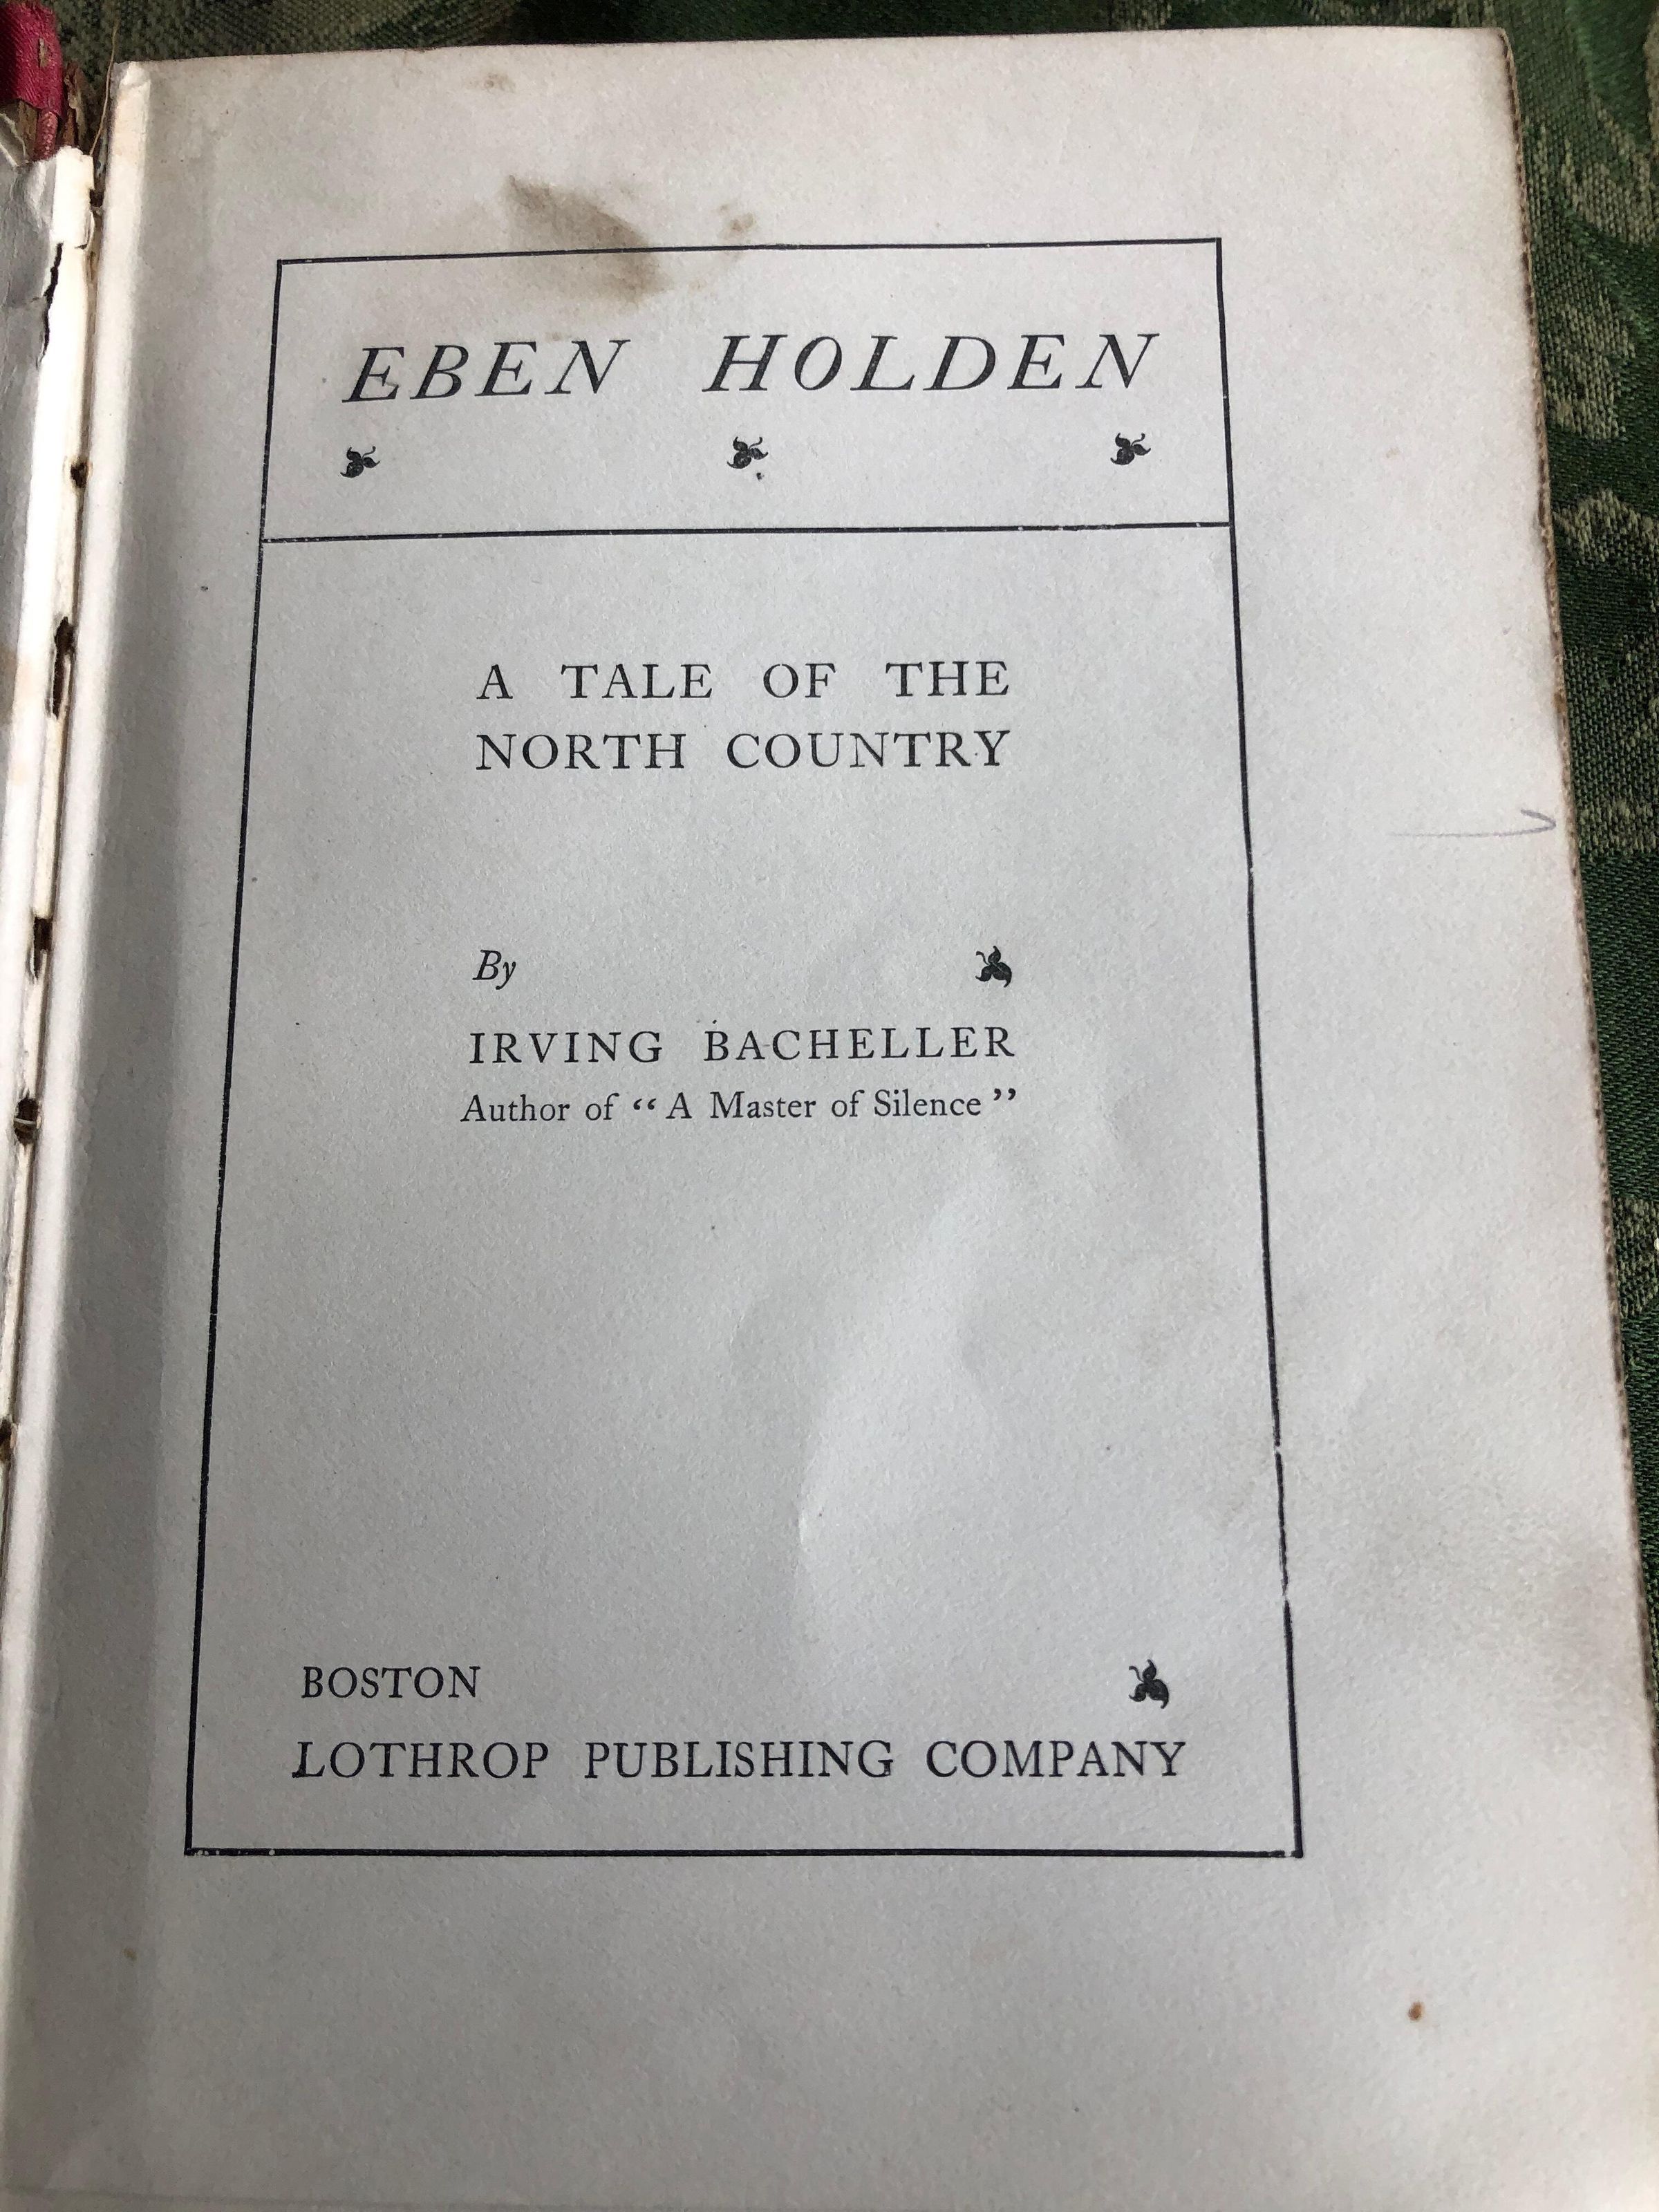 EBEN HOLDEN
A TALE OF THE
NORTH COUNTRY
By
IRVING BACHELLER
Author of “A Master of Silence”
BOSTON
LOTHROP PUBLISHING COMPANY